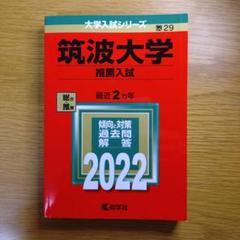 大学入試シリーズ
29
筑波大学
推薦入試
最近2カ年
総合
推薦
傾向と対策
過去問
解答
2022
教学社